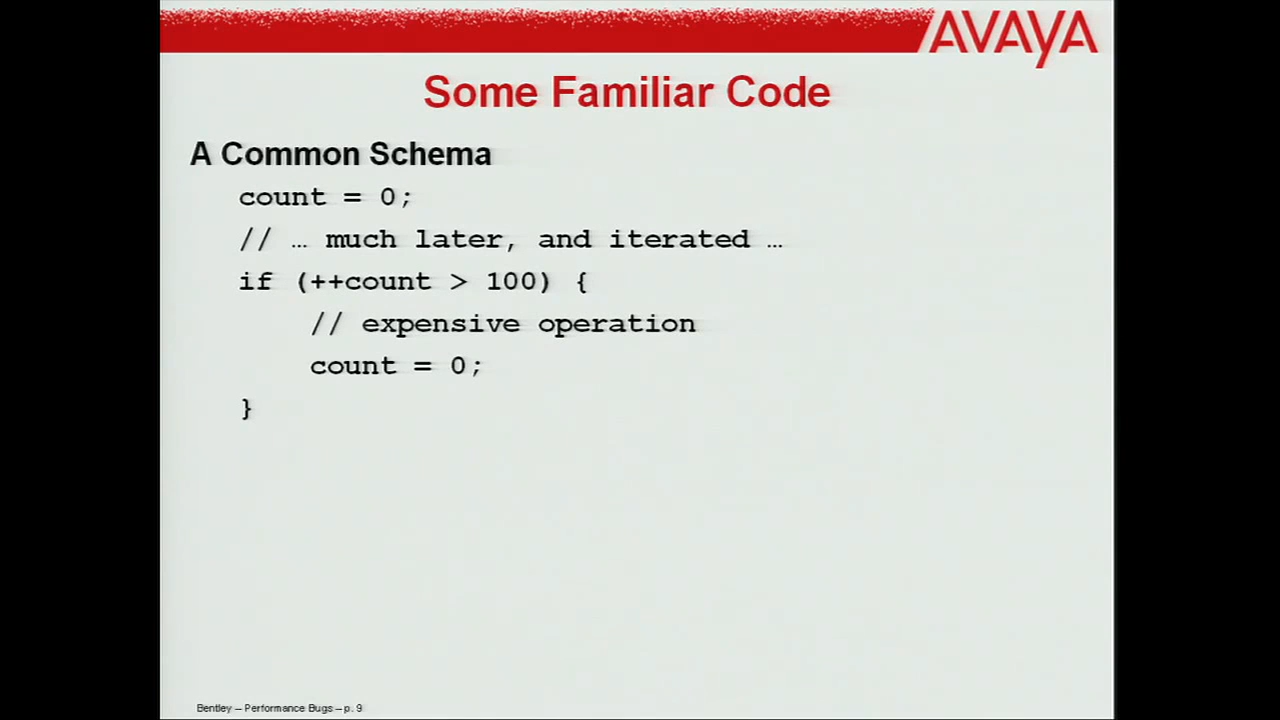 AVAYA
Some Familiar Code
A Common Schema
count = 0;
// … much later, and iterated …
if (++count > 100) {
// expensive operation
count = 0;
}
Bentley – Performance Bugs – p. 9